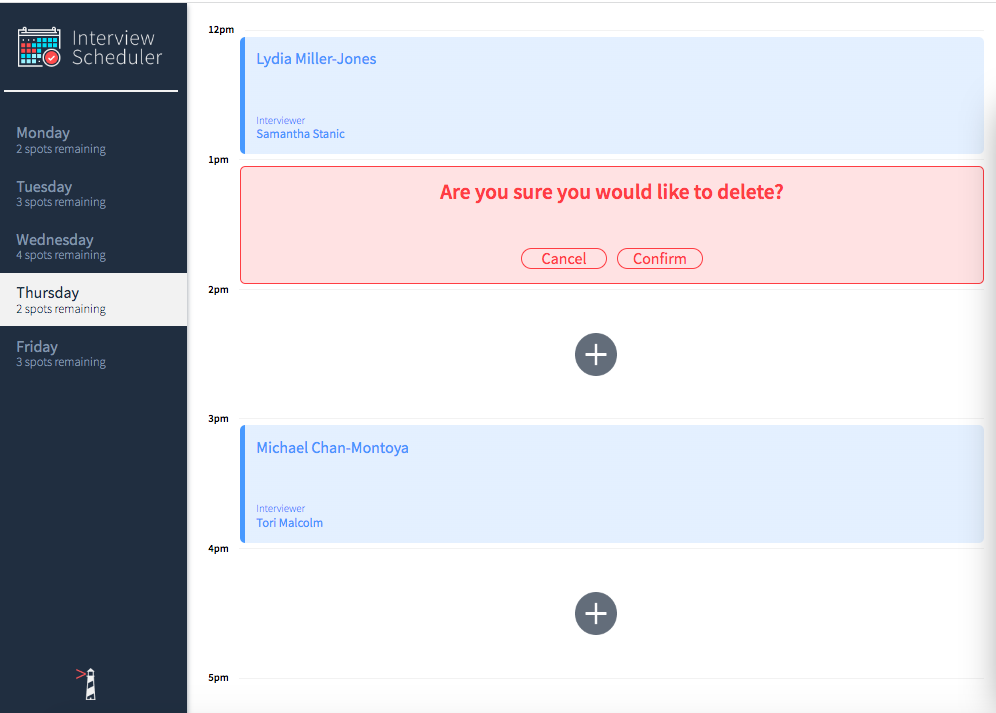 Interview
Scheduler
Monday
2 spots remaining
Tuesday
3 spots remaining
Wednesday
4 spots remaining
Thursday
2 spots remaining
Friday
3 spots remaining
12pm
Lydia Miller-Jones
Interviewer
Samantha Stanic
1pm
Are you sure you would like to delete?
Cancel Confirm
2pm
3pm
Michael Chan-Montoya
Interviewer
Tori Malcolm
4pm
5pm